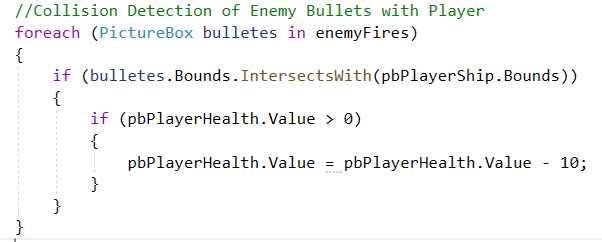 //Collision Detection of Enemy Bullets with Player
foreach (PictureBox bulletes in enemyFires)
{
if (bulletes.Bounds.IntersectsWith(pbPlayerShip.Bounds))
{
if (pbPlayerHealth.Value > 0)
{
pbPlayerHealth.Value = pbPlayerHealth.Value - 10;
}
}
}